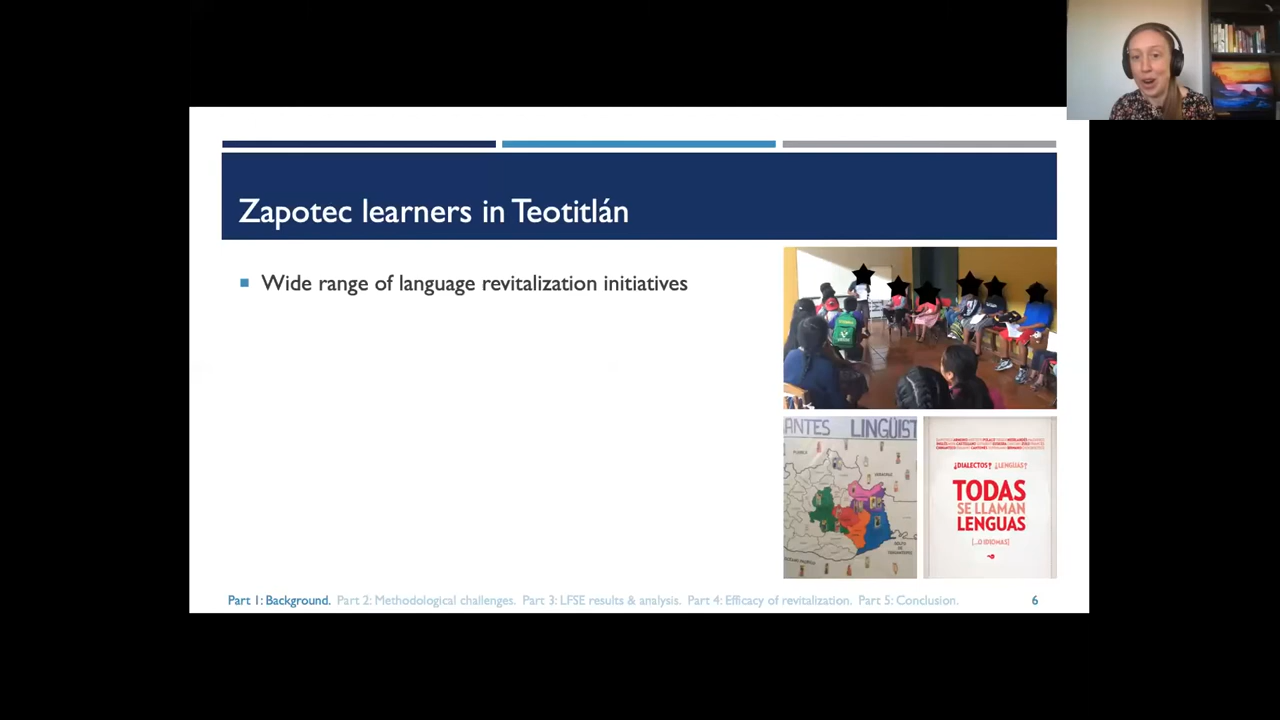 Zapotec learners in Teotitlán
Wide range of language revitalization initiatives
ANTES LINGÜIST
¿DIALECTOS? ¿LENGUAS?
TODAS
SE LLAMAN
LENGUAS
[...O IDIOMAS]
Part 1: Background. Part 2: Methodological challenges. Part 3: LFSE results & analysis. Part 4: Efficacy of revitalization. Part 5: Conclusion.
6